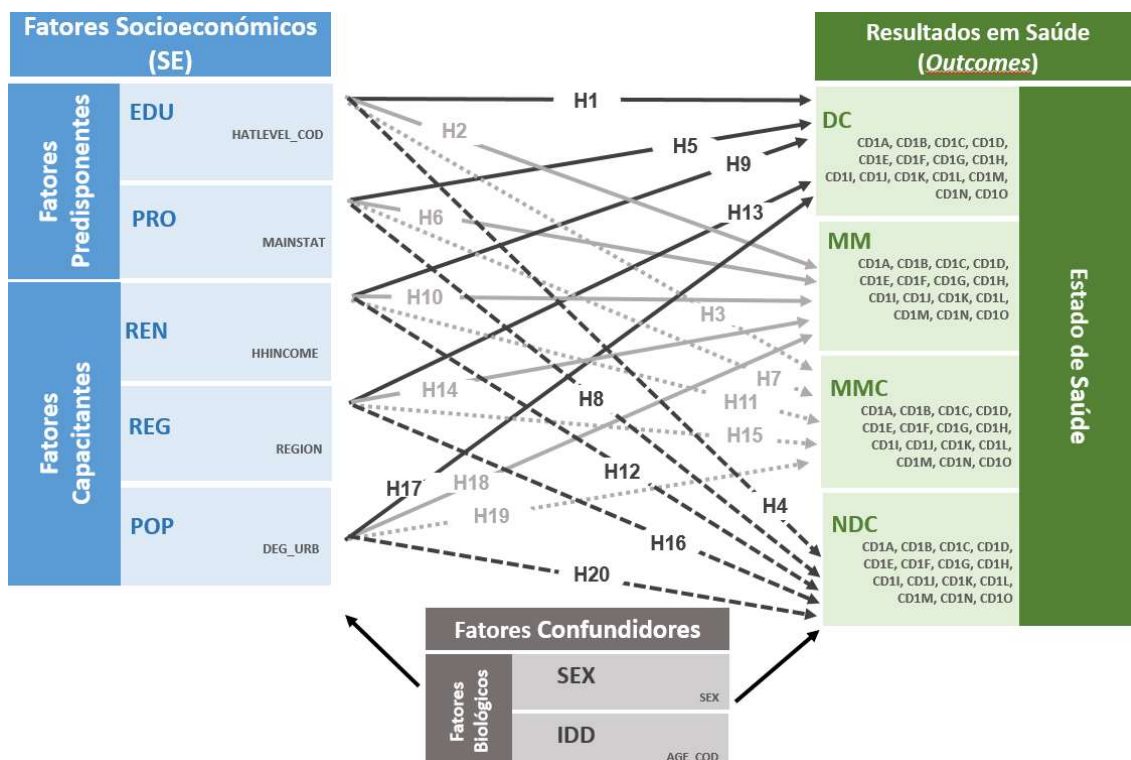 Fatores Socioeconómicos
(SE)
Fatores
Predisponentes
EDU
HATLEVEL_COD
PRO
MAINSTAT
Fatores
Capacitantes
REN
HHINCOME
REG
REGION
POP
DEG_URB
H1
H2
H5
H9
H6
H13
H10
H3
H7
H14
H8
H11
H15
H17
H18
H12
H19
H4
H16
H20
Resultados em Saúde
(Outcomes)
DC
CD1A, CD1B, CD1C, CD1D,
CD1E, CD1F, CD1G, CD1H,
CD1I, CD1J, CD1K, CD1L, CD1M,
CD1N, CD1O
MM
CD1A, CD1B, CD1C, CD1D,
CD1E, CD1F, CD1G, CD1H,
CD1I, CD1J, CD1K, CD1L,
CD1M, CD1N, CD1O
MMC
CD1A, CD1B, CD1C, CD1D,
CD1E, CD1F, CD1G, CD1H,
CD1I, CD1J, CD1K, CD1L,
CD1M, CD1N, CD1O
NDC
CD1A, CD1B, CD1C, CD1D,
CD1E, CD1F, CD1G, CD1H,
CD1I, CD1J, CD1K, CD1L,
CD1M, CD1N, CD1O
Estado de Saúde
Fatores Confundidores
Fatores
Biológicos
SEX
SEX
IDD
AGE_COD